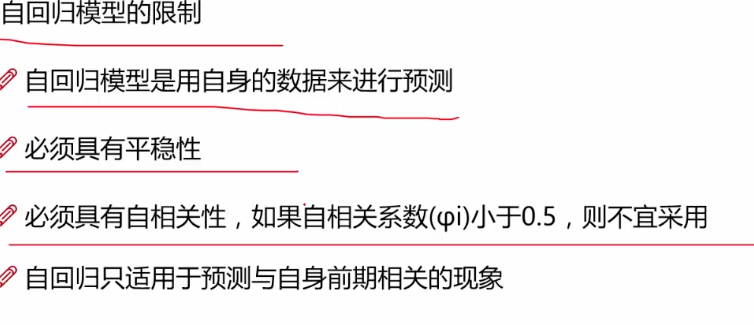 自回归模型的限制
自回归模型是用自身的数据来进行预测
必须具有平稳性
必须具有自相关性，如果自相关系数(φi)小于0.5，则不宜采用
自回归只适用于预测与自身前期相关的现象